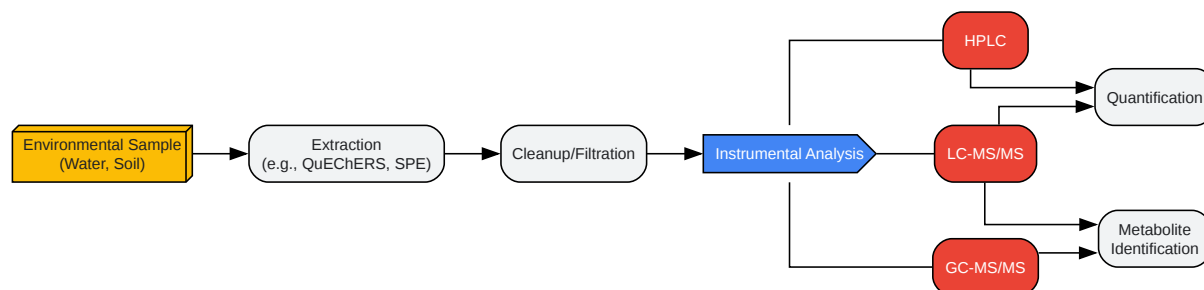 Environmental Sample
(Water, Soil)
Extraction
(e.g., QuEChERS, SPE)
Cleanup/Filtration
Instrumental Analysis
HPLC
LC-MS/MS
GC-MS/MS
Quantification
Metabolite
Identification